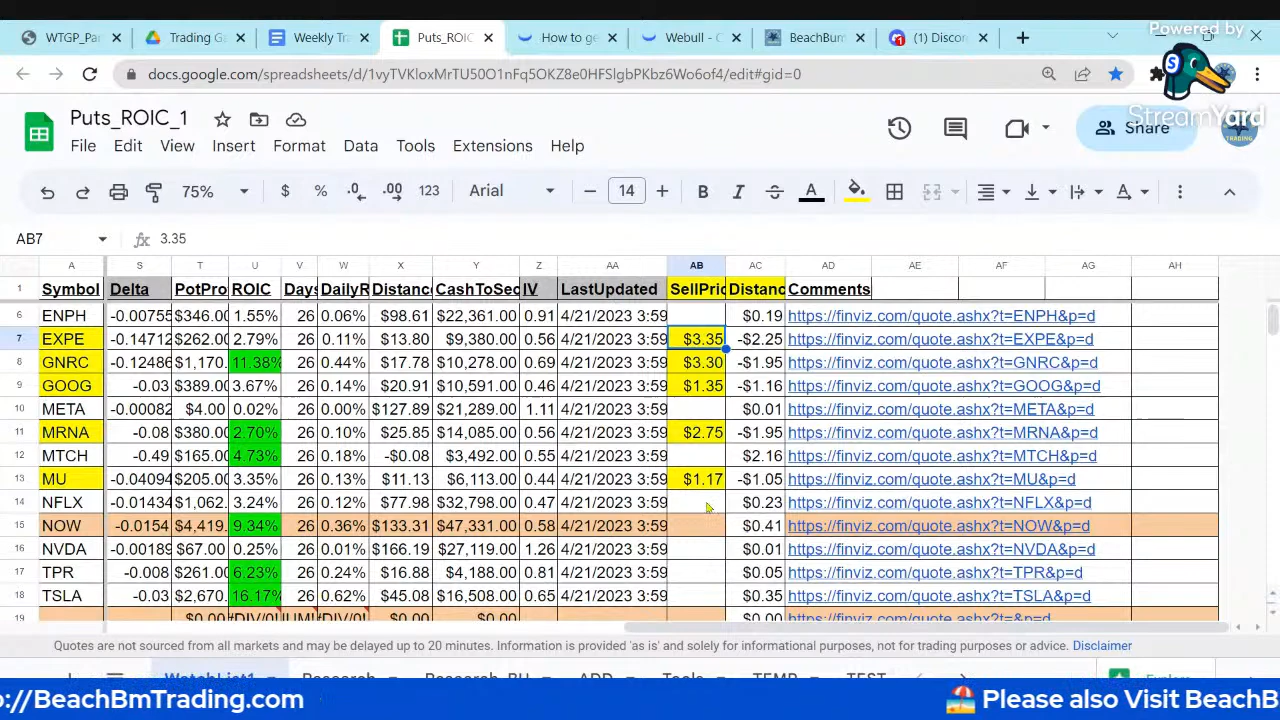 Powered by
StreamYard
WTGP_Par Trading G Weekly Tra Puts_ROIC How to ge Webull - C BeachBum (1) Discor
docs.google.com/spreadsheets/d/1vyTVKloxMrTU50O1nFq5OKZ8e0HFSlgbPKbz6Wo6of4/edit#gid=0
Puts_ROIC_1
File Edit View Insert Format Data Tools Extensions Help
Share
75% $ % .0 .00 123 Arial 14 B I A
AB7 fx 3.35
A S T U V W X Y Z AA AB AC AD AE AF AG AH
1 Symbol Delta PotPro ROIC Days DailyR Distance CashToSec IV LastUpdated SellPric Distanc Comments
6 ENPH -0.00755 $346.00 1.55% 26 0.06% $98.61 $22,361.00 0.91 4/21/2023 3:59 $0.19 https://finviz.com/quote.ashx?t=ENPH&p=d
7 EXPE -0.14712 $262.00 2.79% 26 0.11% $13.80 $9,380.00 0.56 4/21/2023 3:59 $3.35 -$2.25 https://finviz.com/quote.ashx?t=EXPE&p=d
8 GNRC -0.12486 $1,170. 11.38% 26 0.44% $17.78 $10,278.00 0.69 4/21/2023 3:59 $3.30 -$1.95 https://finviz.com/quote.ashx?t=GNRC&p=d
9 GOOG -0.03 $389.00 3.67% 26 0.14% $20.91 $10,591.00 0.46 4/21/2023 3:59 $1.35 -$1.16 https://finviz.com/quote.ashx?t=GOOG&p=d
10 META -0.00082 $4.00 0.02% 26 0.00% $127.89 $21,289.00 1.11 4/21/2023 3:59 $0.01 https://finviz.com/quote.ashx?t=META&p=d
11 MRNA -0.08 $380.00 2.70% 26 0.10% $25.85 $14,085.00 0.56 4/21/2023 3:59 $2.75 -$1.95 https://finviz.com/quote.ashx?t=MRNA&p=d
12 MTCH -0.49 $165.00 4.73% 26 0.18% -$0.08 $3,492.00 0.55 4/21/2023 3:59 $2.16 https://finviz.com/quote.ashx?t=MTCH&p=d
13 MU -0.04094 $205.00 3.35% 26 0.13% $11.13 $6,113.00 0.44 4/21/2023 3:59 $1.17 -$1.05 https://finviz.com/quote.ashx?t=MU&p=d
14 NFLX -0.01434 $1,062. 3.24% 26 0.12% $77.98 $32,798.00 0.47 4/21/2023 3:59 $0.23 https://finviz.com/quote.ashx?t=NFLX&p=d
15 NOW -0.0154 $4,419. 9.34% 26 0.36% $133.31 $47,331.00 0.58 4/21/2023 3:59 $0.41 https://finviz.com/quote.ashx?t=NOW&p=d
16 NVDA -0.00189 $67.00 0.25% 26 0.01% $166.19 $27,119.00 1.26 4/21/2023 3:59 $0.01 https://finviz.com/quote.ashx?t=NVDA&p=d
17 TPR -0.008 $261.00 6.23% 26 0.24% $16.88 $4,188.00 0.81 4/21/2023 3:59 $0.05 https://finviz.com/quote.ashx?t=TPR&p=d
18 TSLA -0.03 $2,670. 16.17% 26 0.62% $45.08 $16,508.00 0.65 4/21/2023 3:59 $0.35 https://finviz.com/quote.ashx?t=TSLA&p=d
19 $0.00 #DIV/0! #NUM! #DIV/0! $0.00 $0.00 $0.00 https://finviz.com/quote.ashx?t=&p=d
Quotes are not sourced from all markets and may be delayed up to 20 minutes. Information is provided 'as is' and solely for informational purposes, not for trading purposes or advice. Disclaimer
WatchList1 Research Research_BU ADD Tools TEMP TEST Explore
p://BeachBmTrading.com Please also Visit BeachB